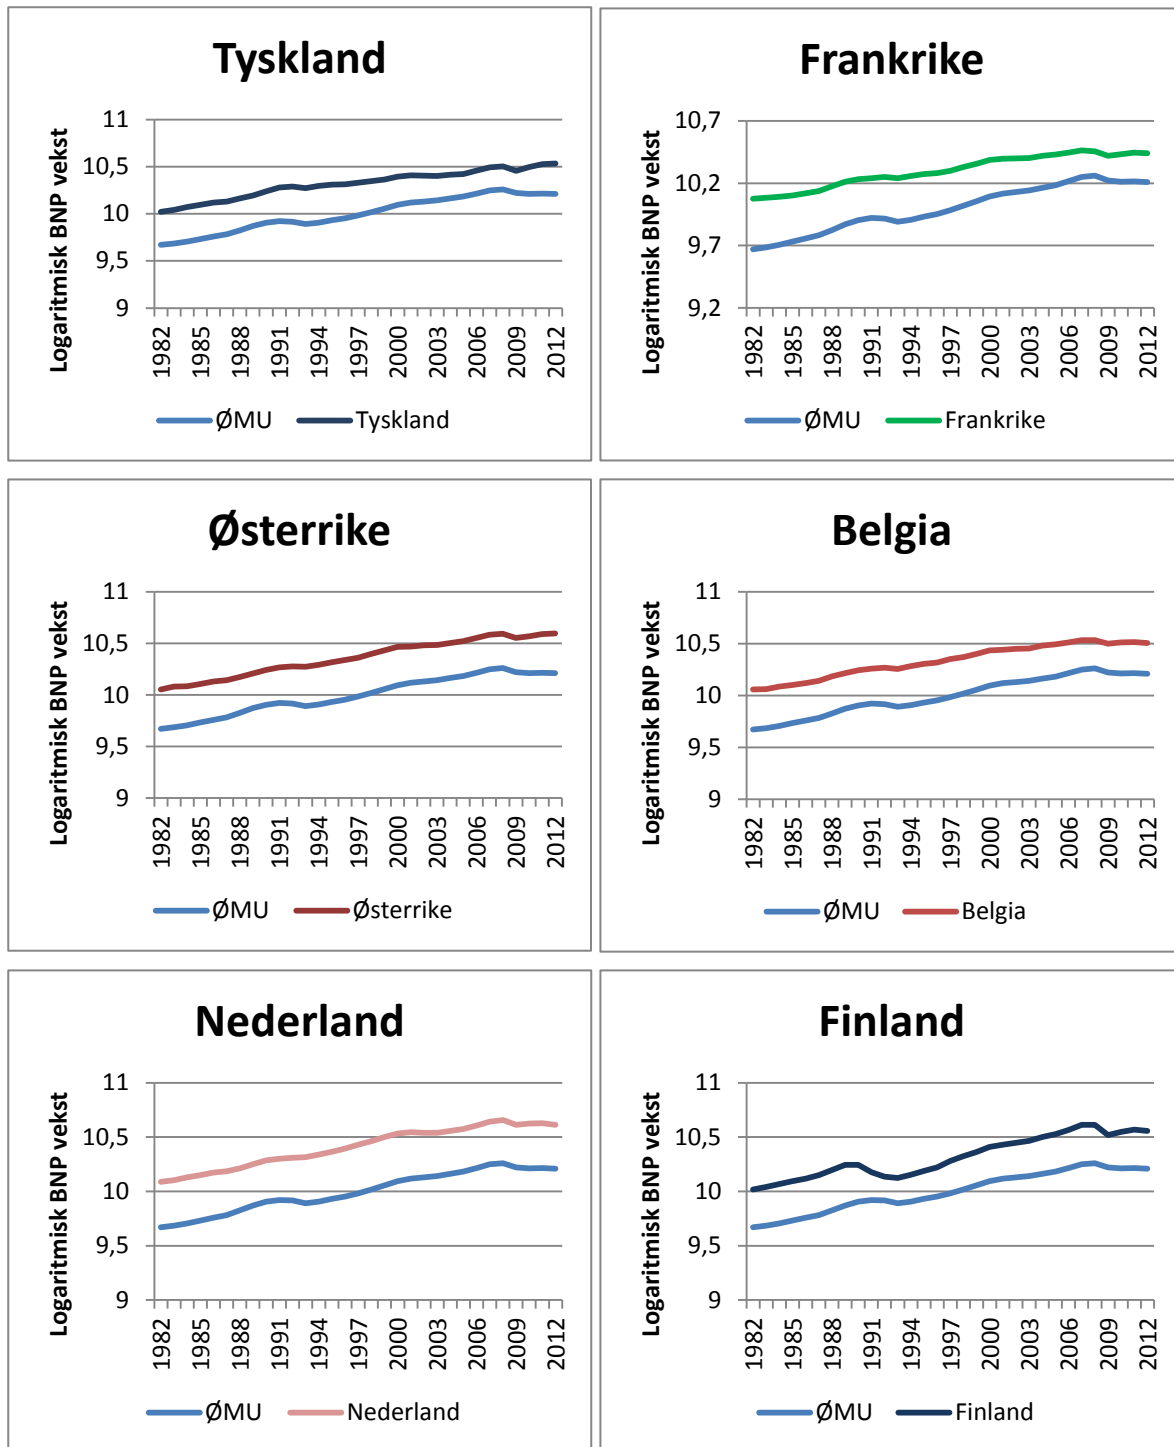 Tyskland
Logaritmisk BNP vekst
11
10,5
10
9,5
9
1982 1985 1988 1991 1994 1997 2000 2003 2006 2009 2012
ØMU Tyskland
Frankrike
Logaritmisk BNP vekst
10,7
10,2
9,7
9,2
1982 1985 1988 1991 1994 1997 2000 2003 2006 2009 2012
ØMU Frankrike
Østerrike
Logaritmisk BNP vekst
11
10,5
10
9,5
9
1982 1985 1988 1991 1994 1997 2000 2003 2006 2009 2012
ØMU Østerrike
Belgia
Logaritmisk BNP vekst
11
10,5
10
9,5
9
1982 1985 1988 1991 1994 1997 2000 2003 2006 2009 2012
ØMU Belgia
Nederland
Logaritmisk BNP vekst
11
10,5
10
9,5
9
1982 1985 1988 1991 1994 1997 2000 2003 2006 2009 2012
ØMU Nederland
Finland
Logaritmisk BNP vekst
11
10,5
10
9,5
9
1982 1985 1988 1991 1994 1997 2000 2003 2006 2009 2012
ØMU Finland